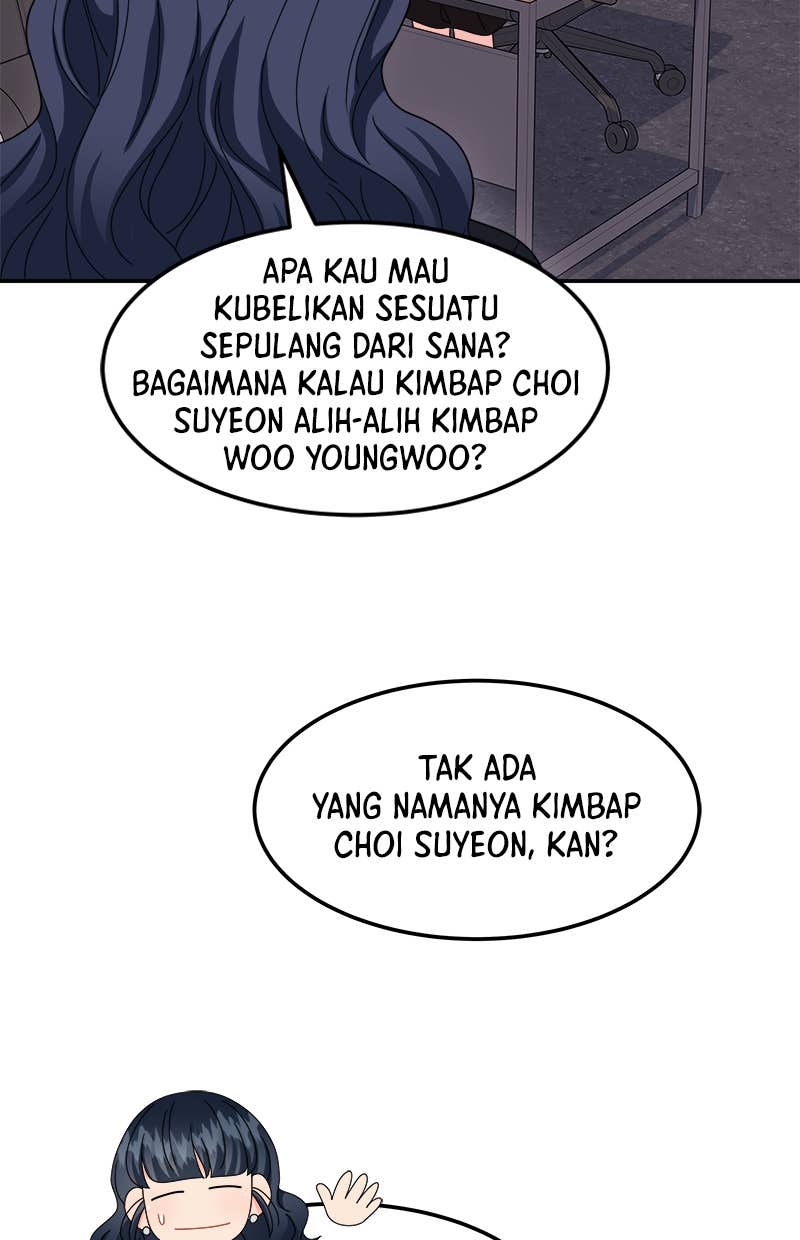 APA KAU MAU
KUBELIKAN SESUATU
SEPULANG DARI SANA?
BAGAIMANA KALAU KIMBAP CHOI
SUYEON ALIH-ALIH KIMBAP
WOO YOUNGWOO?
TAK ADA
YANG NAMANYA KIMBAP
CHOI SUYEON, KAN?